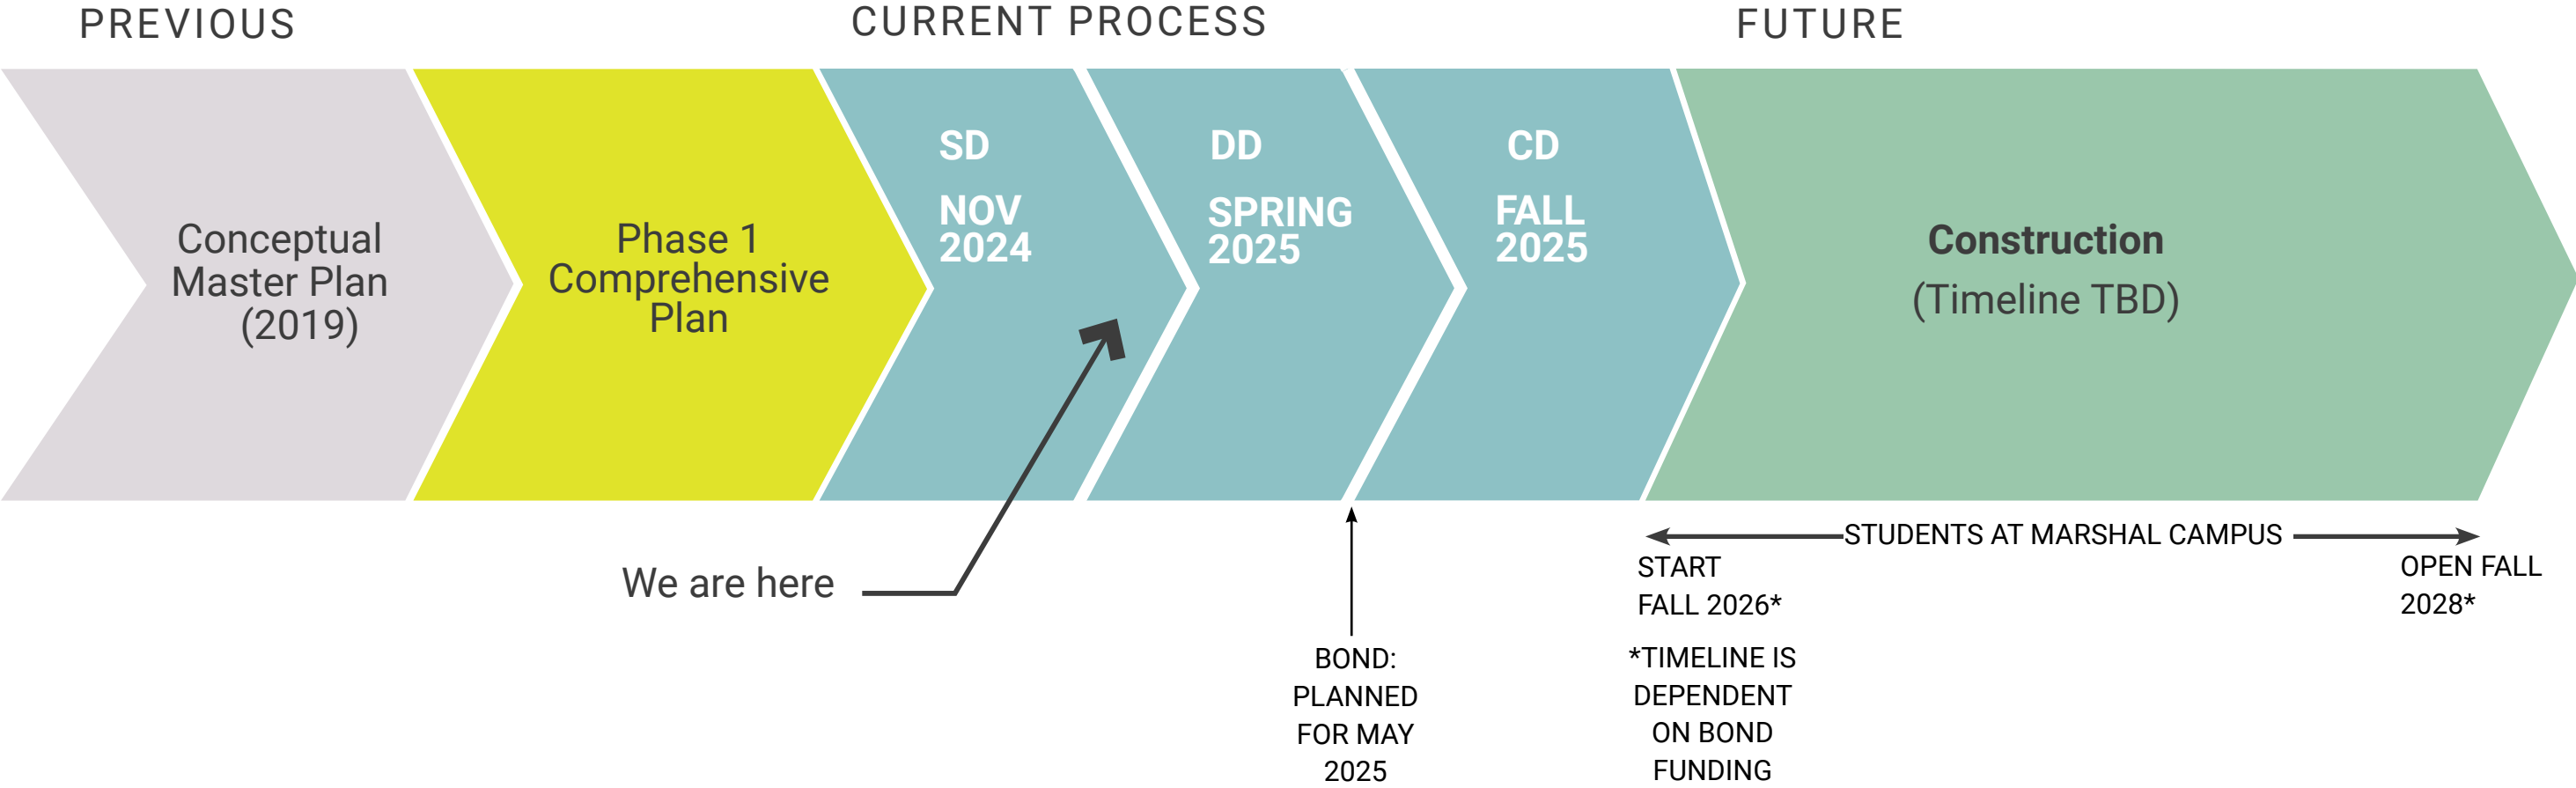 PREVIOUS
CURRENT PROCESS
FUTURE
Conceptual
Master Plan
(2019)
Phase 1
Comprehensive
Plan
SD
NOV
2024
DD
SPRING
2025
CD
FALL
2025
Construction
(Timeline TBD)
We are here
BOND:
PLANNED
FOR MAY
2025
STUDENTS AT MARSHAL CAMPUS
START
FALL 2026*
OPEN FALL
2028*
*TIMELINE IS
DEPENDENT
ON BOND
FUNDING